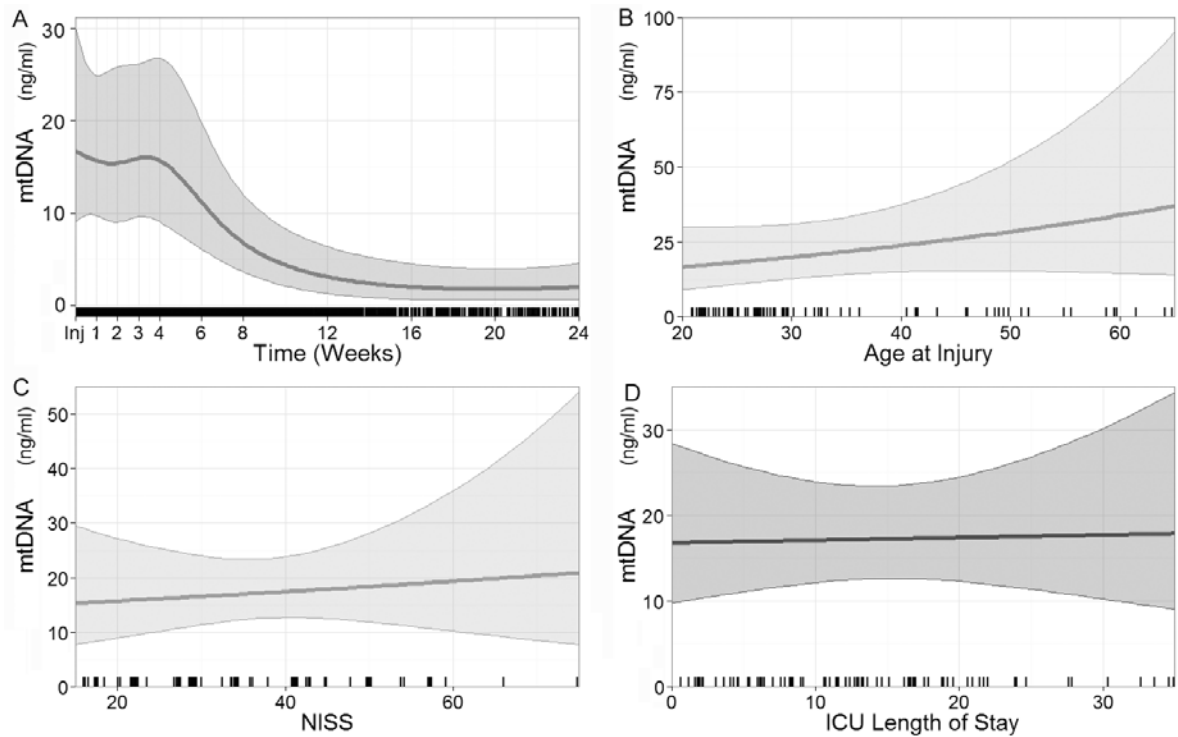 A
mtDNA (ng/ml)
30
20
10
0
Inj 1 2 3 4 6 8 12 16 20 24
Time (Weeks)
B
mtDNA (ng/ml)
100
75
50
25
0
20 30 40 50 60
Age at Injury
C
mtDNA (ng/ml)
50
40
30
20
10
0
20 40 60
NISS
D
mtDNA (ng/ml)
30
20
10
0
0 10 20 30
ICU Length of Stay